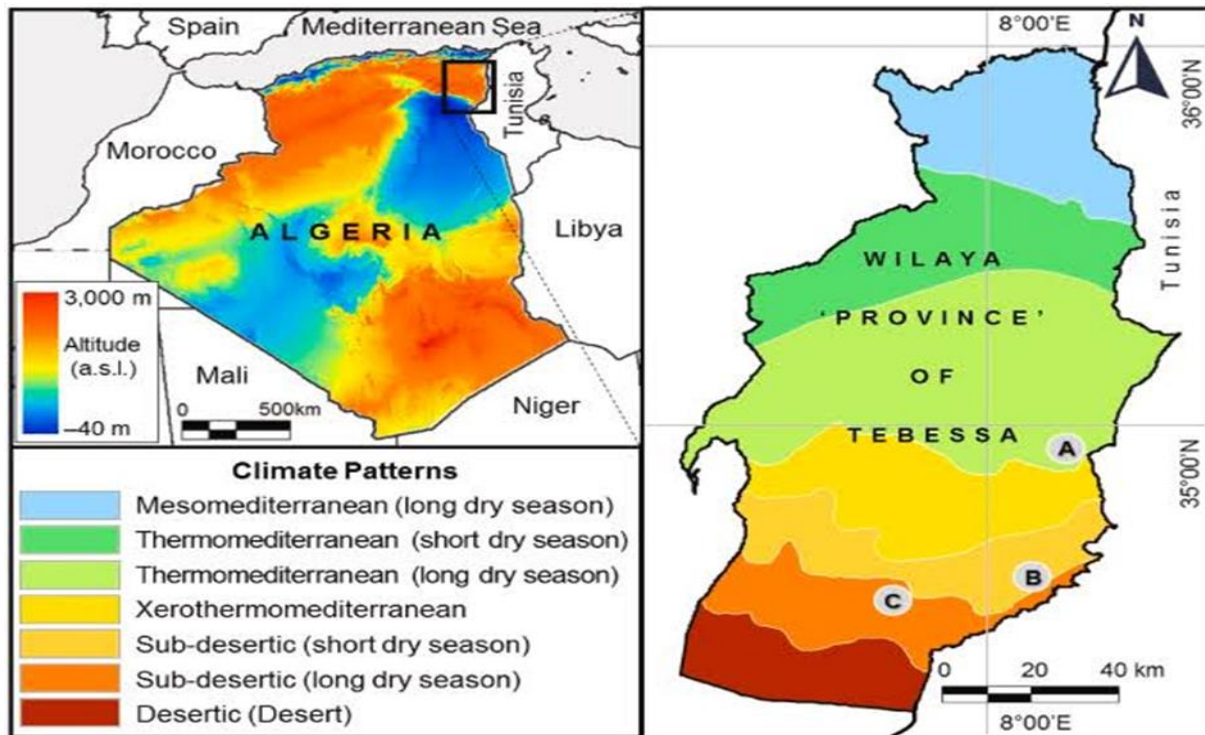 Spain
Mediterranean Sea
Tunisia
Morocco
ALGERIA
Libya
3,000 m
Altitude
(a.s.l.)
–40 m
Mali
Niger
0 500km
Climate Patterns
Mesomediterranean (long dry season)
Thermomediterranean (short dry season)
Thermomediterranean (long dry season)
Xerothermomediterranean
Sub-desertic (short dry season)
Sub-desertic (long dry season)
Desertic (Desert)
8°00'E
N
36°00'N
Tunisia
WILAYA
‘PROVINCE’
OF
TEBESSA
A
35°00'N
B
C
0 20 40 km
8°00'E